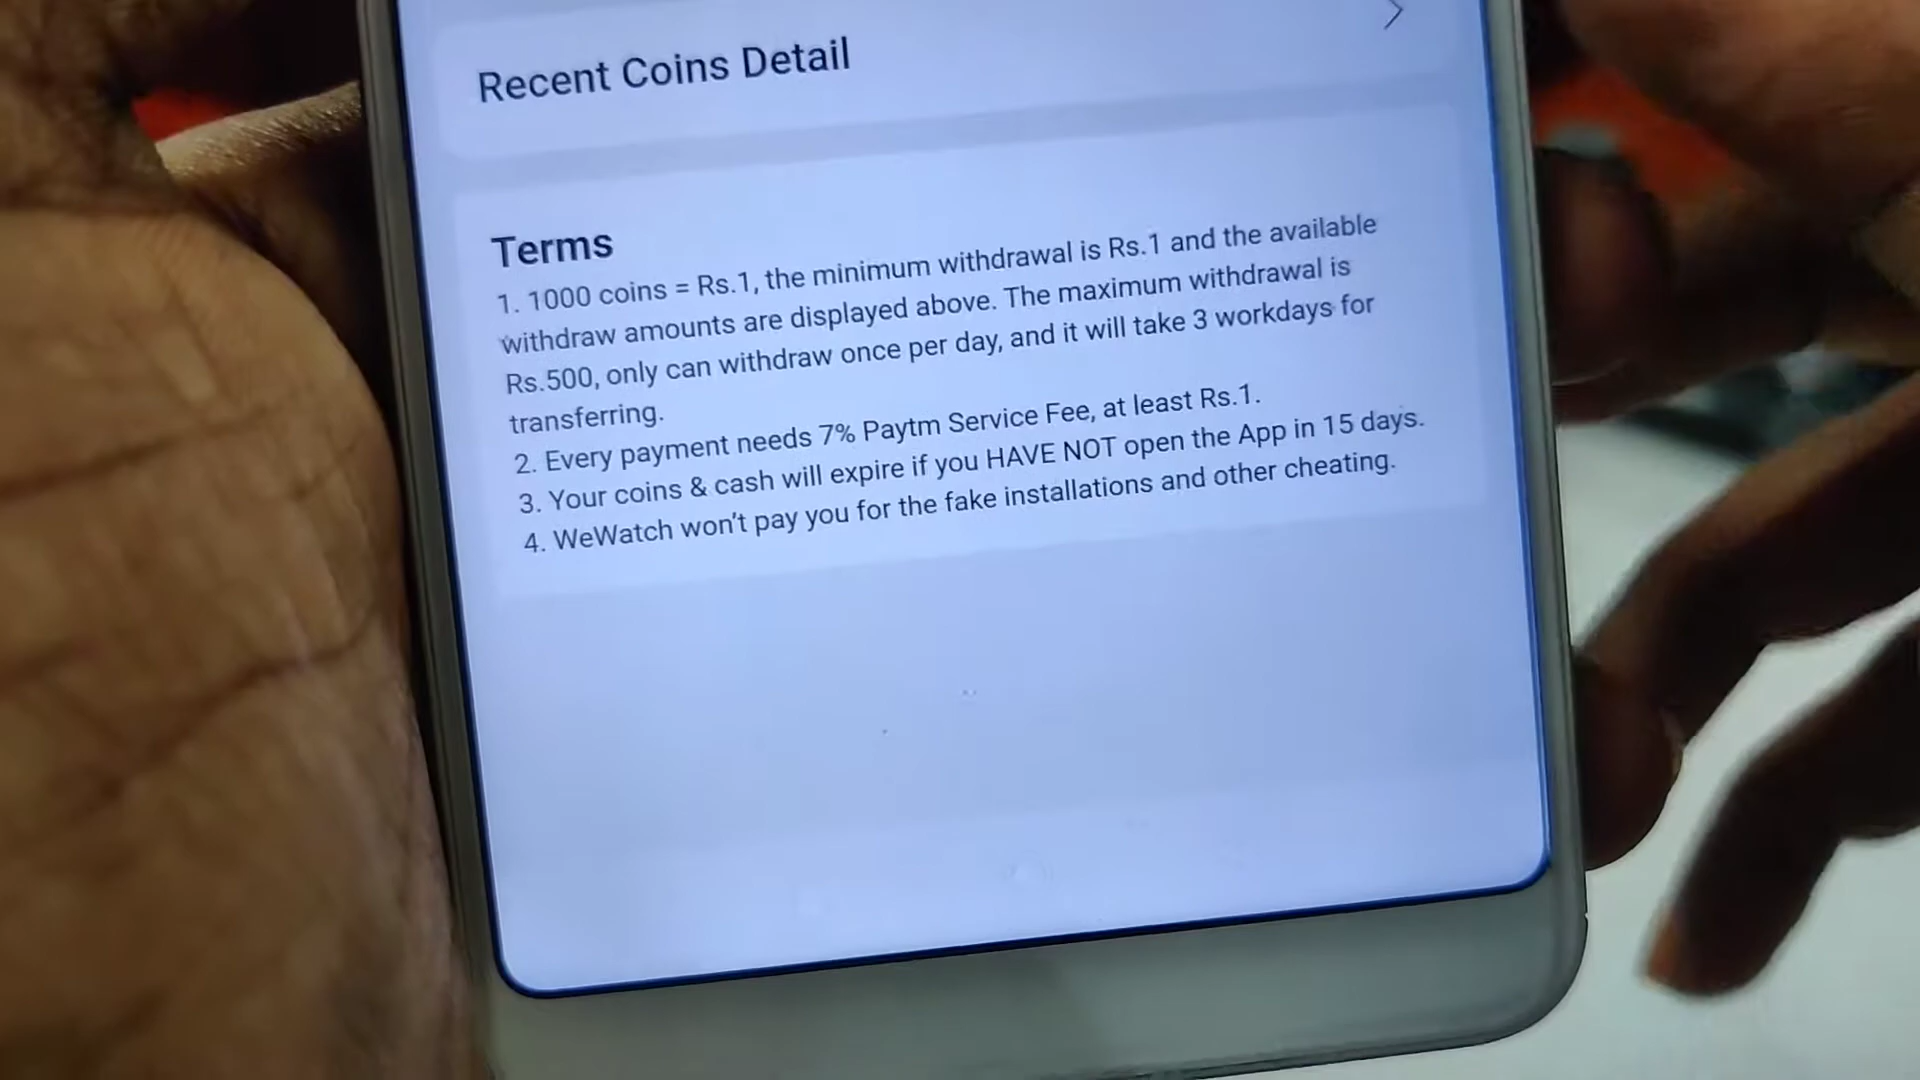 Recent Coins Detail
Terms
1. 1000 coins = Rs.1, the minimum withdrawal is Rs.1 and the available
withdraw amounts are displayed above. The maximum withdrawal is
Rs.500, only can withdraw once per day, and it will take 3 workdays for
transferring.
2. Every payment needs 7% Paytm Service Fee, at least Rs.1.
3. Your coins & cash will expire if you HAVE NOT open the App in 15 days.
4. WeWatch won't pay you for the fake installations and other cheating.